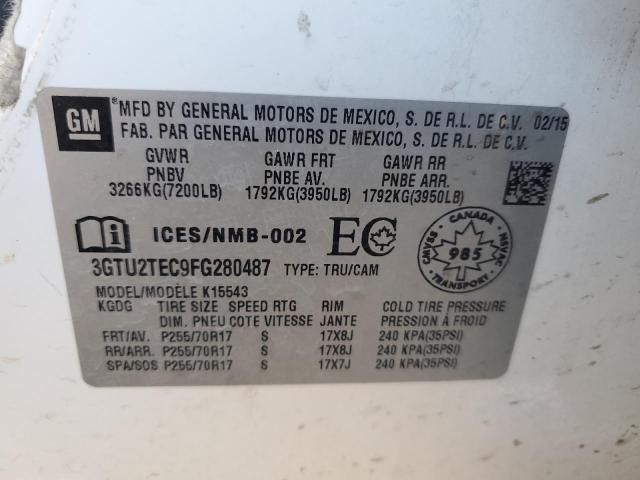 GM
MFD BY GENERAL MOTORS DE MEXICO, S. DE R.L. DE C.V. 02/15
FAB. PAR GENERAL MOTORS DE MEXICO, S. DE R.L. DE C.V.
GVWR GAWR FRT GAWR RR
PNBV PNBE AV. PNBE ARR.
3266KG(7200LB) 1792KG(3950LB) 1792KG(3950LB)
ICES/NMB-002 EC
CANADA CMVSS NSVAC 985 TRANSPORT
3GTU2TEC9FG280487 TYPE: TRU/CAM
MODEL/MODÈLE K15543
KGDG TIRE SIZE SPEED RTG RIM COLD TIRE PRESSURE
DIM. PNEU COTE VITESSE JANTE PRESSION À FROID
FRT/AV. P255/70R17 S 17X8J 240 KPA(35PSI)
RR/ARR. P255/70R17 S 17X8J 240 KPA(35PSI)
SPA/SOS P255/70R17 S 17X7J 240 KPA(35PSI)